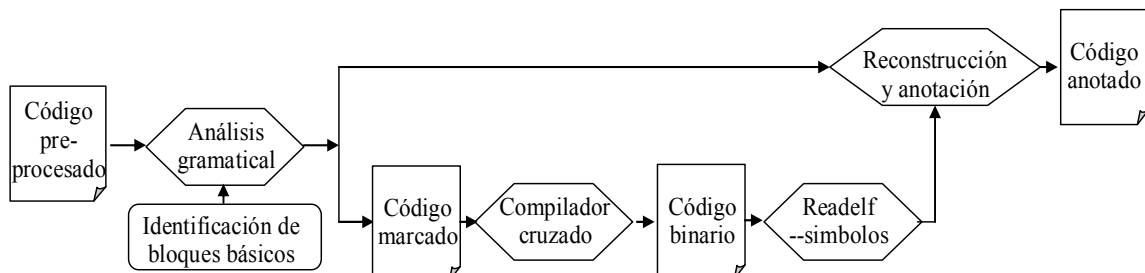 Código
pre-
procesado
Análisis
gramatical
Identificación de
bloques básicos
Código
marcado
Compilador
cruzado
Código
binario
Readelf
--simbolos
Reconstrucción
y anotación
Código
anotado